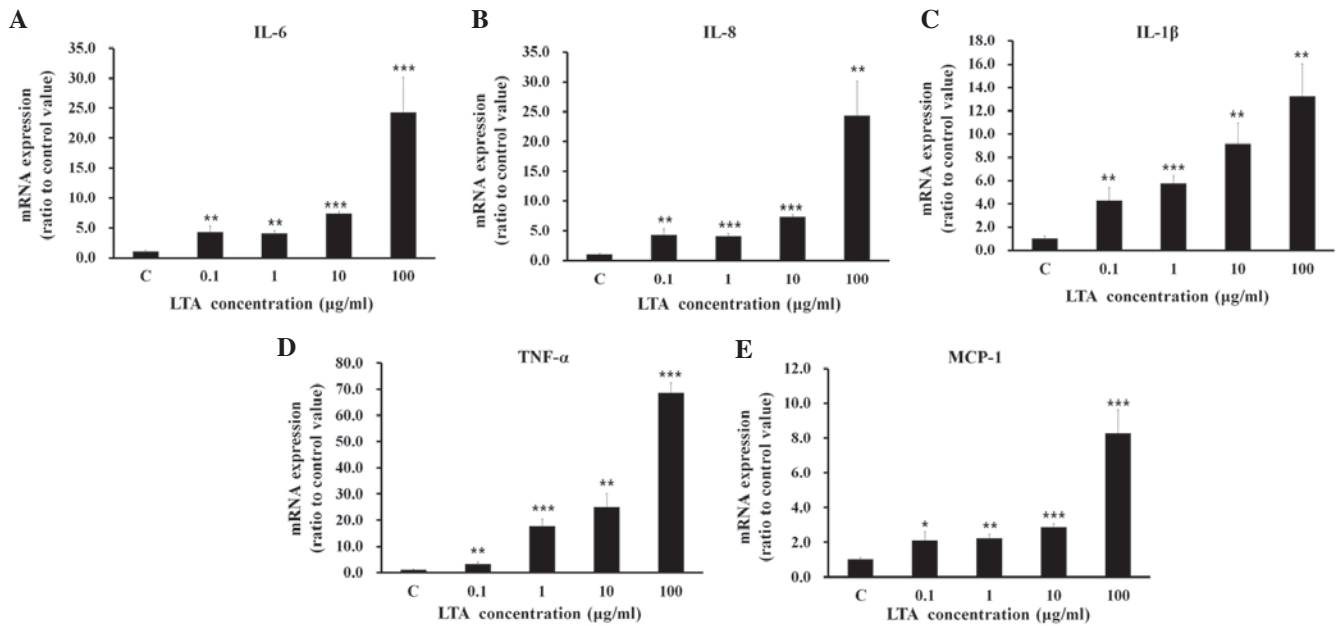 A
IL-6
mRNA expression
(ratio to control value)
40.0
35.0
30.0
25.0
20.0
15.0
10.0
5.0
0.0
** ** *** ***
C 0.1 1 10 100
LTA concentration (µg/ml)
B
IL-8
mRNA expression
(ratio to control value)
35.0
30.0
25.0
20.0
15.0
10.0
5.0
0.0
** *** *** **
C 0.1 1 10 100
LTA concentration (µg/ml)
C
IL-1β
mRNA expression
(ratio to control value)
18.0
16.0
14.0
12.0
10.0
8.0
6.0
4.0
2.0
0.0
** *** ** **
C 0.1 1 10 100
LTA concentration (µg/ml)
D
TNF-α
mRNA expression
(ratio to control value)
80.0
70.0
60.0
50.0
40.0
30.0
20.0
10.0
0.0
** *** ** ***
C 0.1 1 10 100
LTA concentration (µg/ml)
E
MCP-1
mRNA expression
(ratio to control value)
12.0
10.0
8.0
6.0
4.0
2.0
0.0
* ** *** ***
C 0.1 1 10 100
LTA concentration (µg/ml)